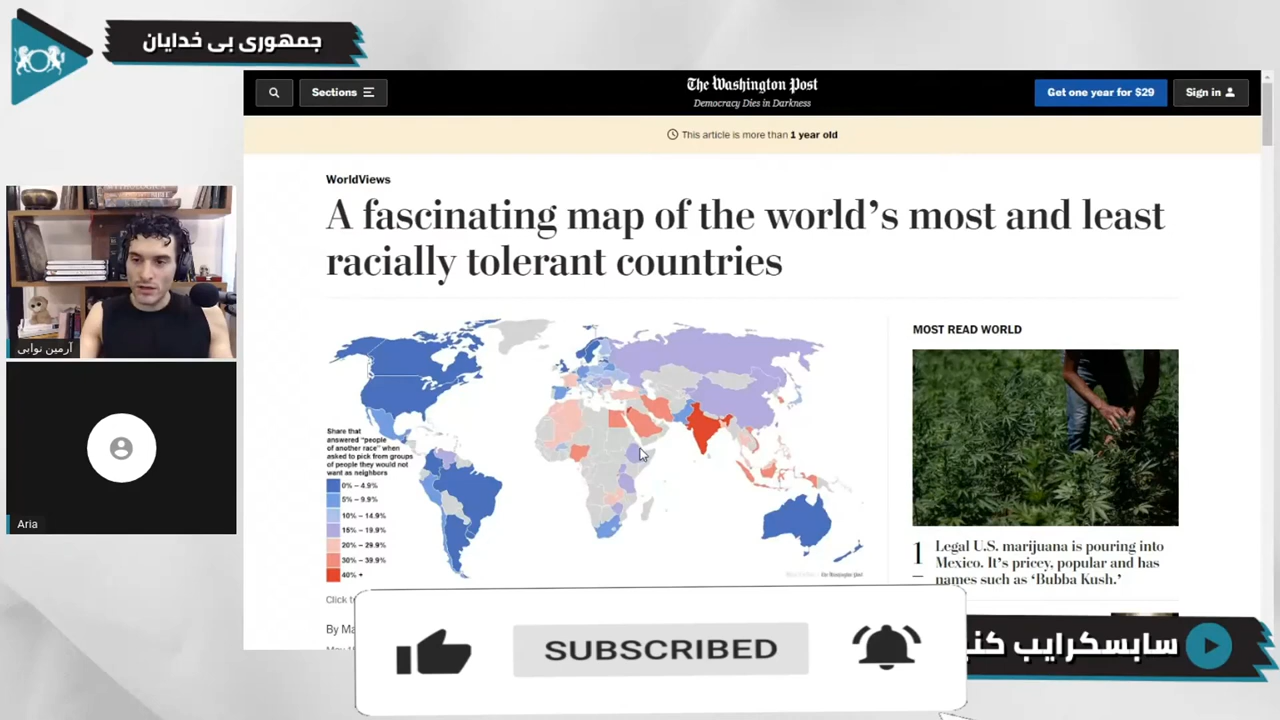 جمهوری بی خدایان
Sections
The Washington Post
Democracy Dies in Darkness
Get one year for $29
Sign in
This article is more than 1 year old
WorldViews
A fascinating map of the world's most and least
racially tolerant countries
آرمین نوابی
Aria
Share that
answered "people
of another race" when
asked to pick from groups
of people they would not
want as neighbors
0% – 4.9%
5% – 9.9%
10% – 14.9%
15% – 19.9%
20% – 29.9%
30% – 39.9%
40% +
Click
By
MOST READ WORLD
1
Legal U.S. marijuana is pouring into
Mexico. It's pricey, popular and has
names such as 'Bubba Kush.'
SUBSCRIBED
سابسکرایب